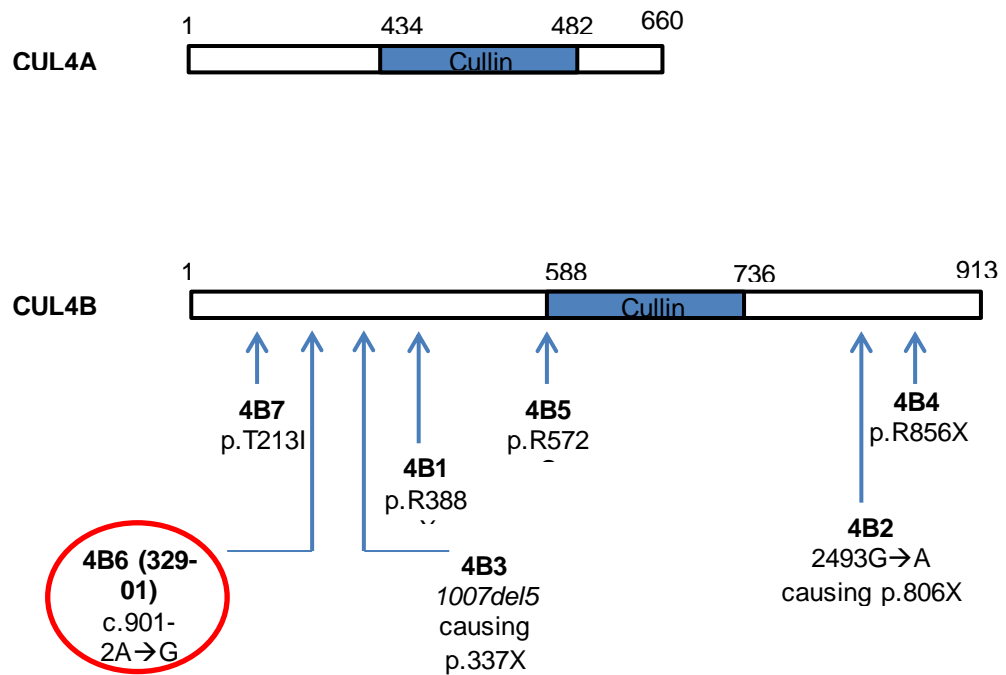 1
434
482
660
CUL4A
Cullin
1
588
736
913
CUL4B
Cullin
4B7
p.T213I
4B1
p.R388
4B5
p.R572
4B4
p.R856X
4B6 (329-
01)
c.901-
2A→G
4B3
1007del5
causing
p.337X
4B2
2493G→A
causing p.806X